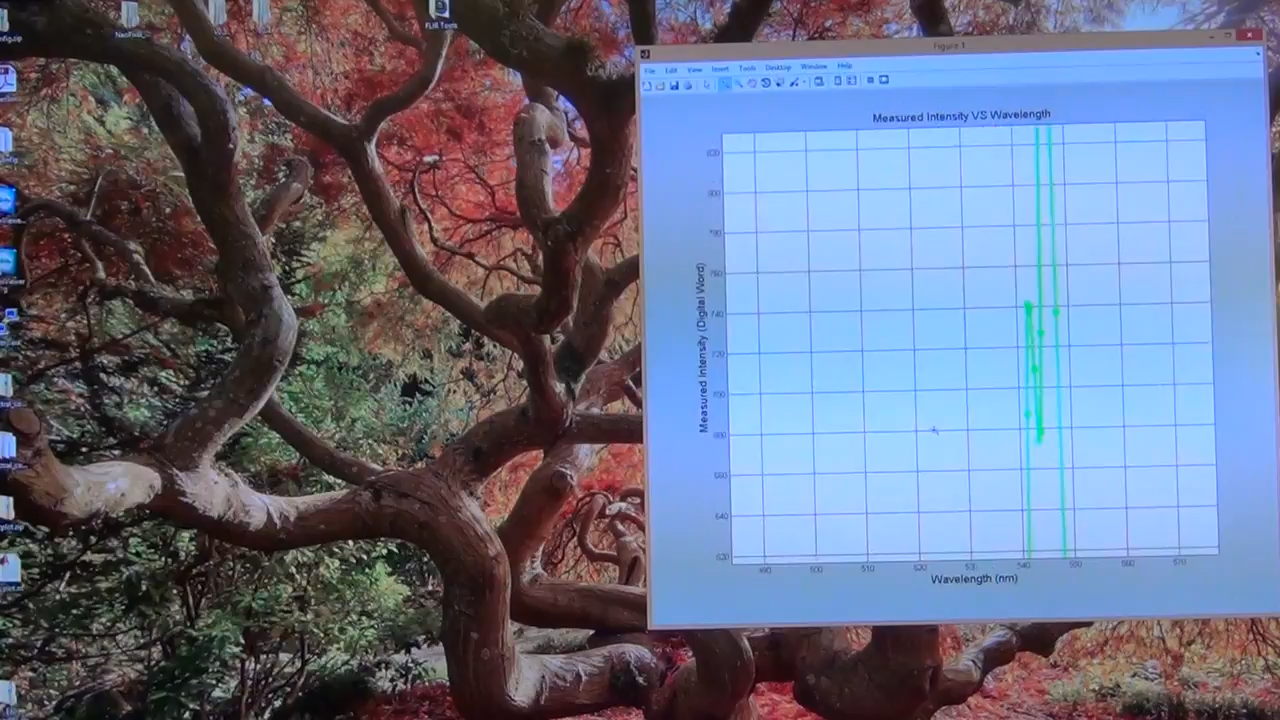 FLIR Tools
Figure 1
File Edit View Insert Tools Desktop Window Help
Measured Intensity VS Wavelength
820
800
780
760
740
720
700
680
660
640
620
Measured Intensity (Digital Word)
490 500 510 520 530 540 550 560 570
Wavelength (nm)